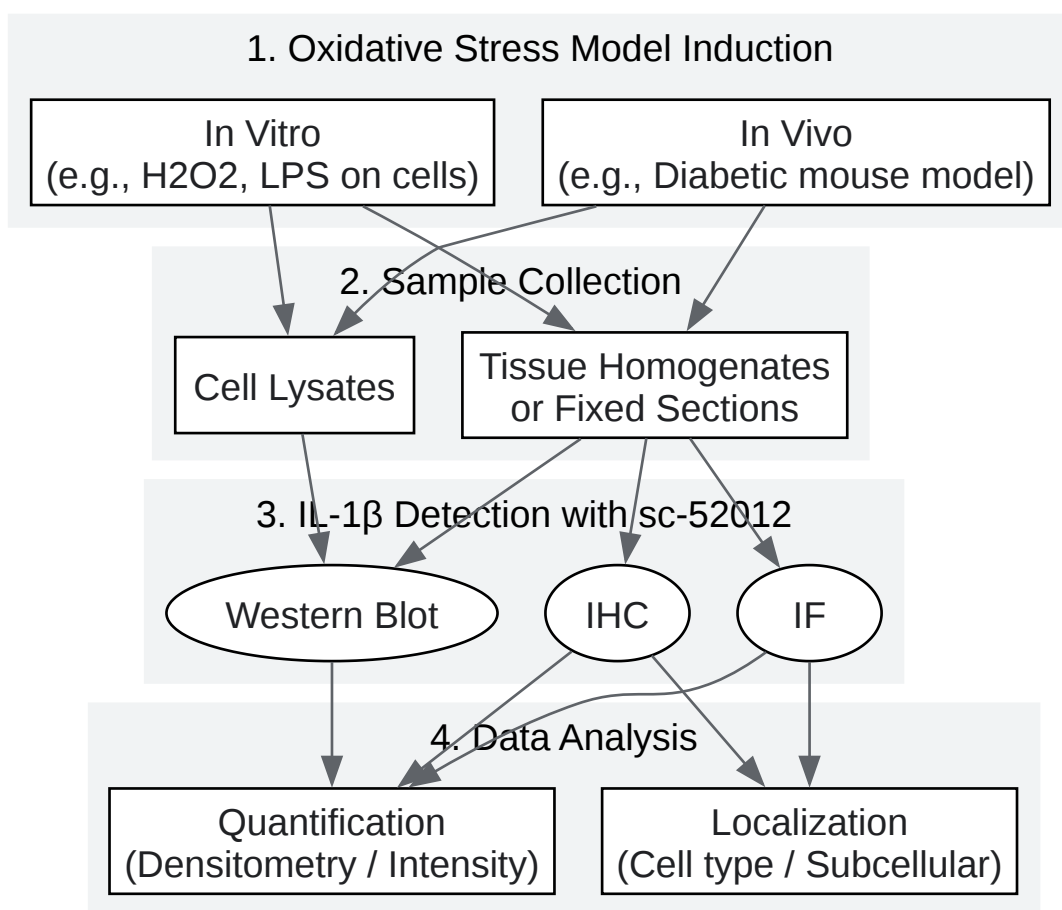 1. Oxidative Stress Model Induction
In Vitro
(e.g., H2O2, LPS on cells)
In Vivo
(e.g., Diabetic mouse model)
2. Sample Collection
Cell Lysates
Tissue Homogenates
or Fixed Sections
3. IL-1β Detection with sc-52012
Western Blot
IHC
IF
4. Data Analysis
Quantification
(Densitometry / Intensity)
Localization
(Cell type / Subcellular)